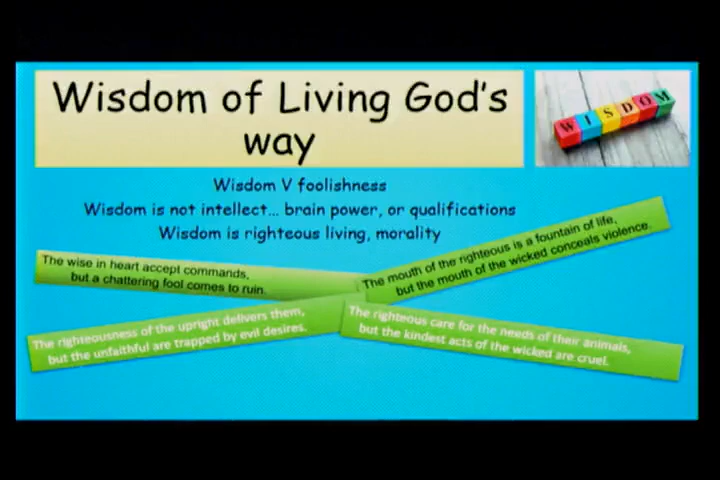 Wisdom of Living God's
way
WISDOM
Wisdom V foolishness
Wisdom is not intellect... brain power, or qualifications
Wisdom is righteous living, morality
The wise in heart accept commands,
but a chattering fool comes to ruin.
The mouth of the righteous is a fountain of life,
but the mouth of the wicked conceals violence.
The righteousness of the upright delivers them,
but the unfaithful are trapped by evil desires.
The righteous care for the needs of their animals,
but the kindest acts of the wicked are cruel.